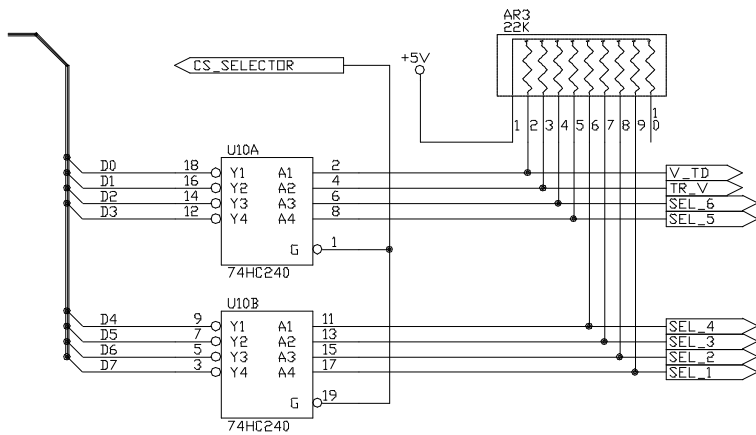 AR3
22K
+5V
CS_SELECTOR
1 2 3 4 5 6 7 8 9 10
U10A
D0 18 Y1 A1 2 V_TD
D1 16 Y2 A2 4 TR_V
D2 14 Y3 A3 6 SEL_6
D3 12 Y4 A4 8 SEL_5
G 1
74HC240
U10B
D4 9 Y1 A1 11 SEL_4
D5 7 Y2 A2 13 SEL_3
D6 5 Y3 A3 15 SEL_2
D7 3 Y4 A4 17 SEL_1
G 19
74HC240